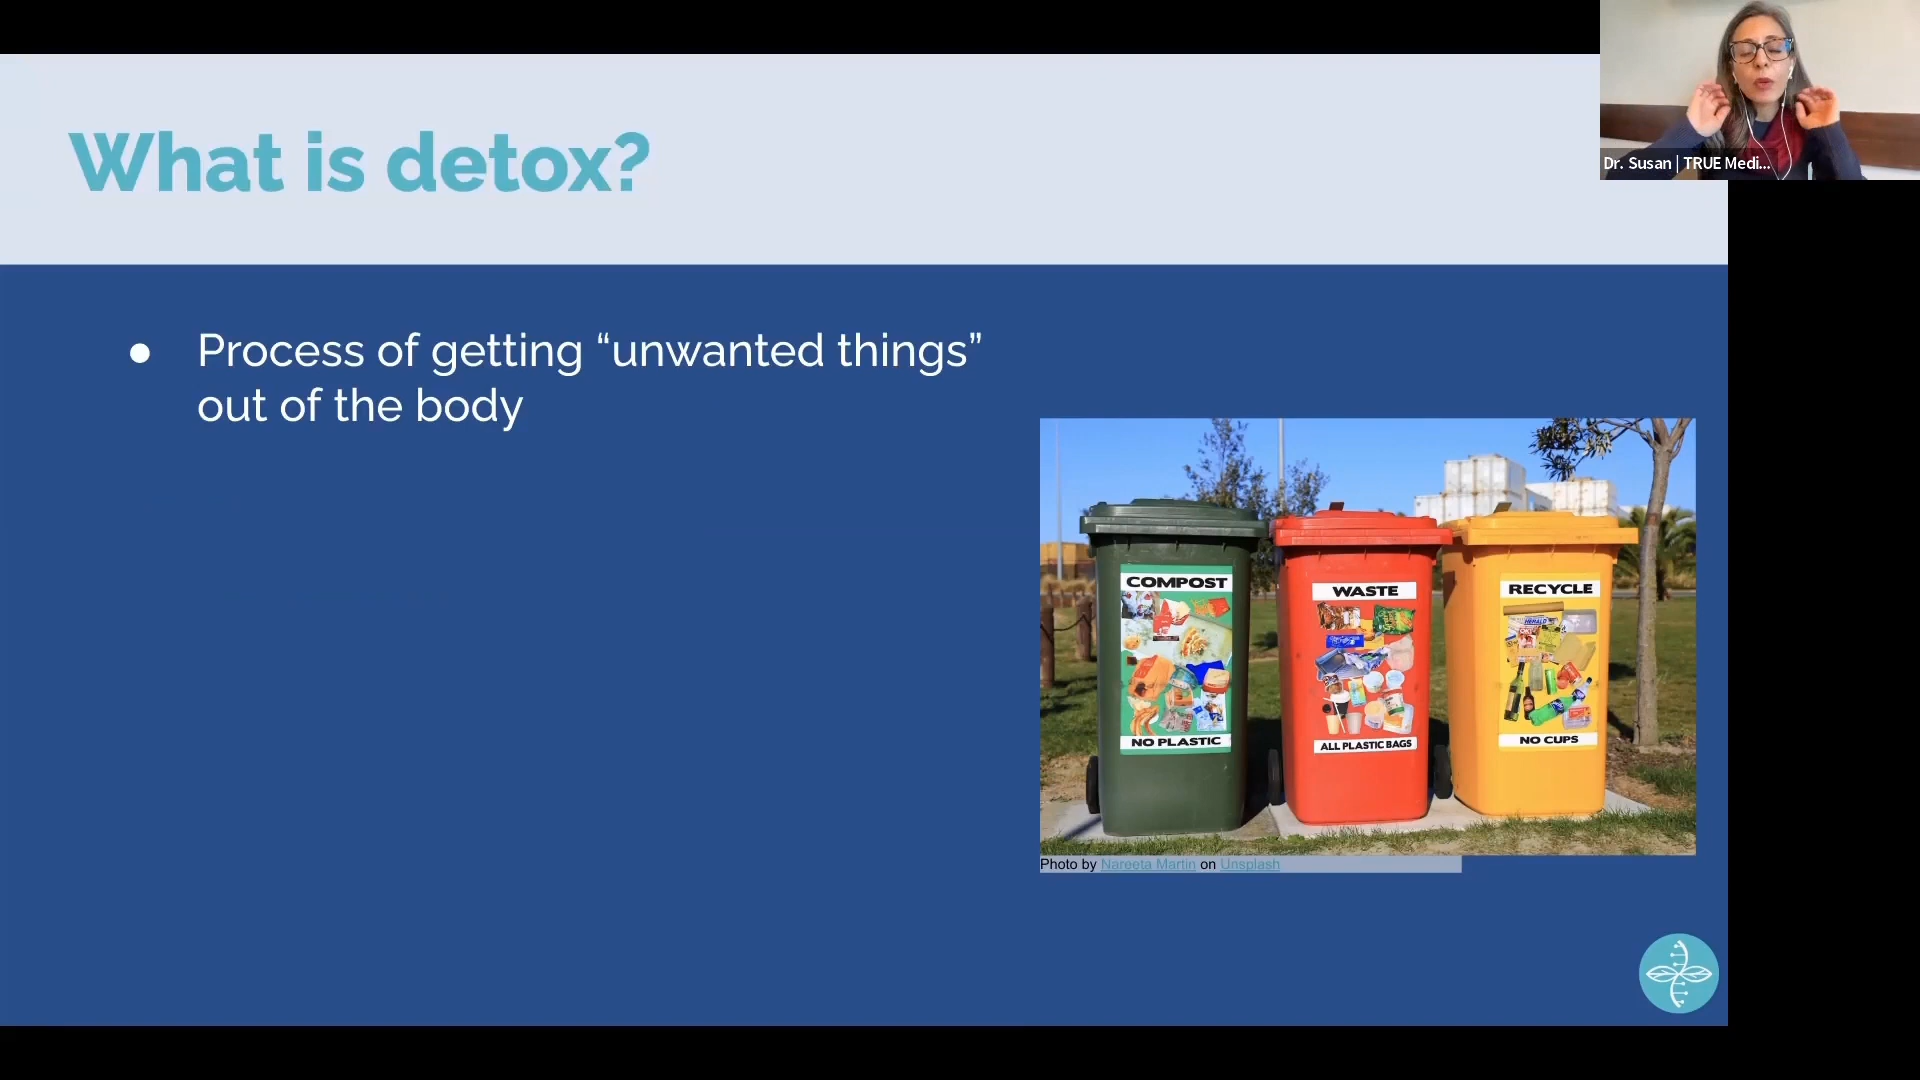 What is detox?
Dr. Susan | TRUE Medi...
● Process of getting “unwanted things”
out of the body
COMPOST
NO PLASTIC
WASTE
ALL PLASTIC BAGS
RECYCLE
HERALD
NO CUPS
Photo by Nareeta Martin on Unsplash